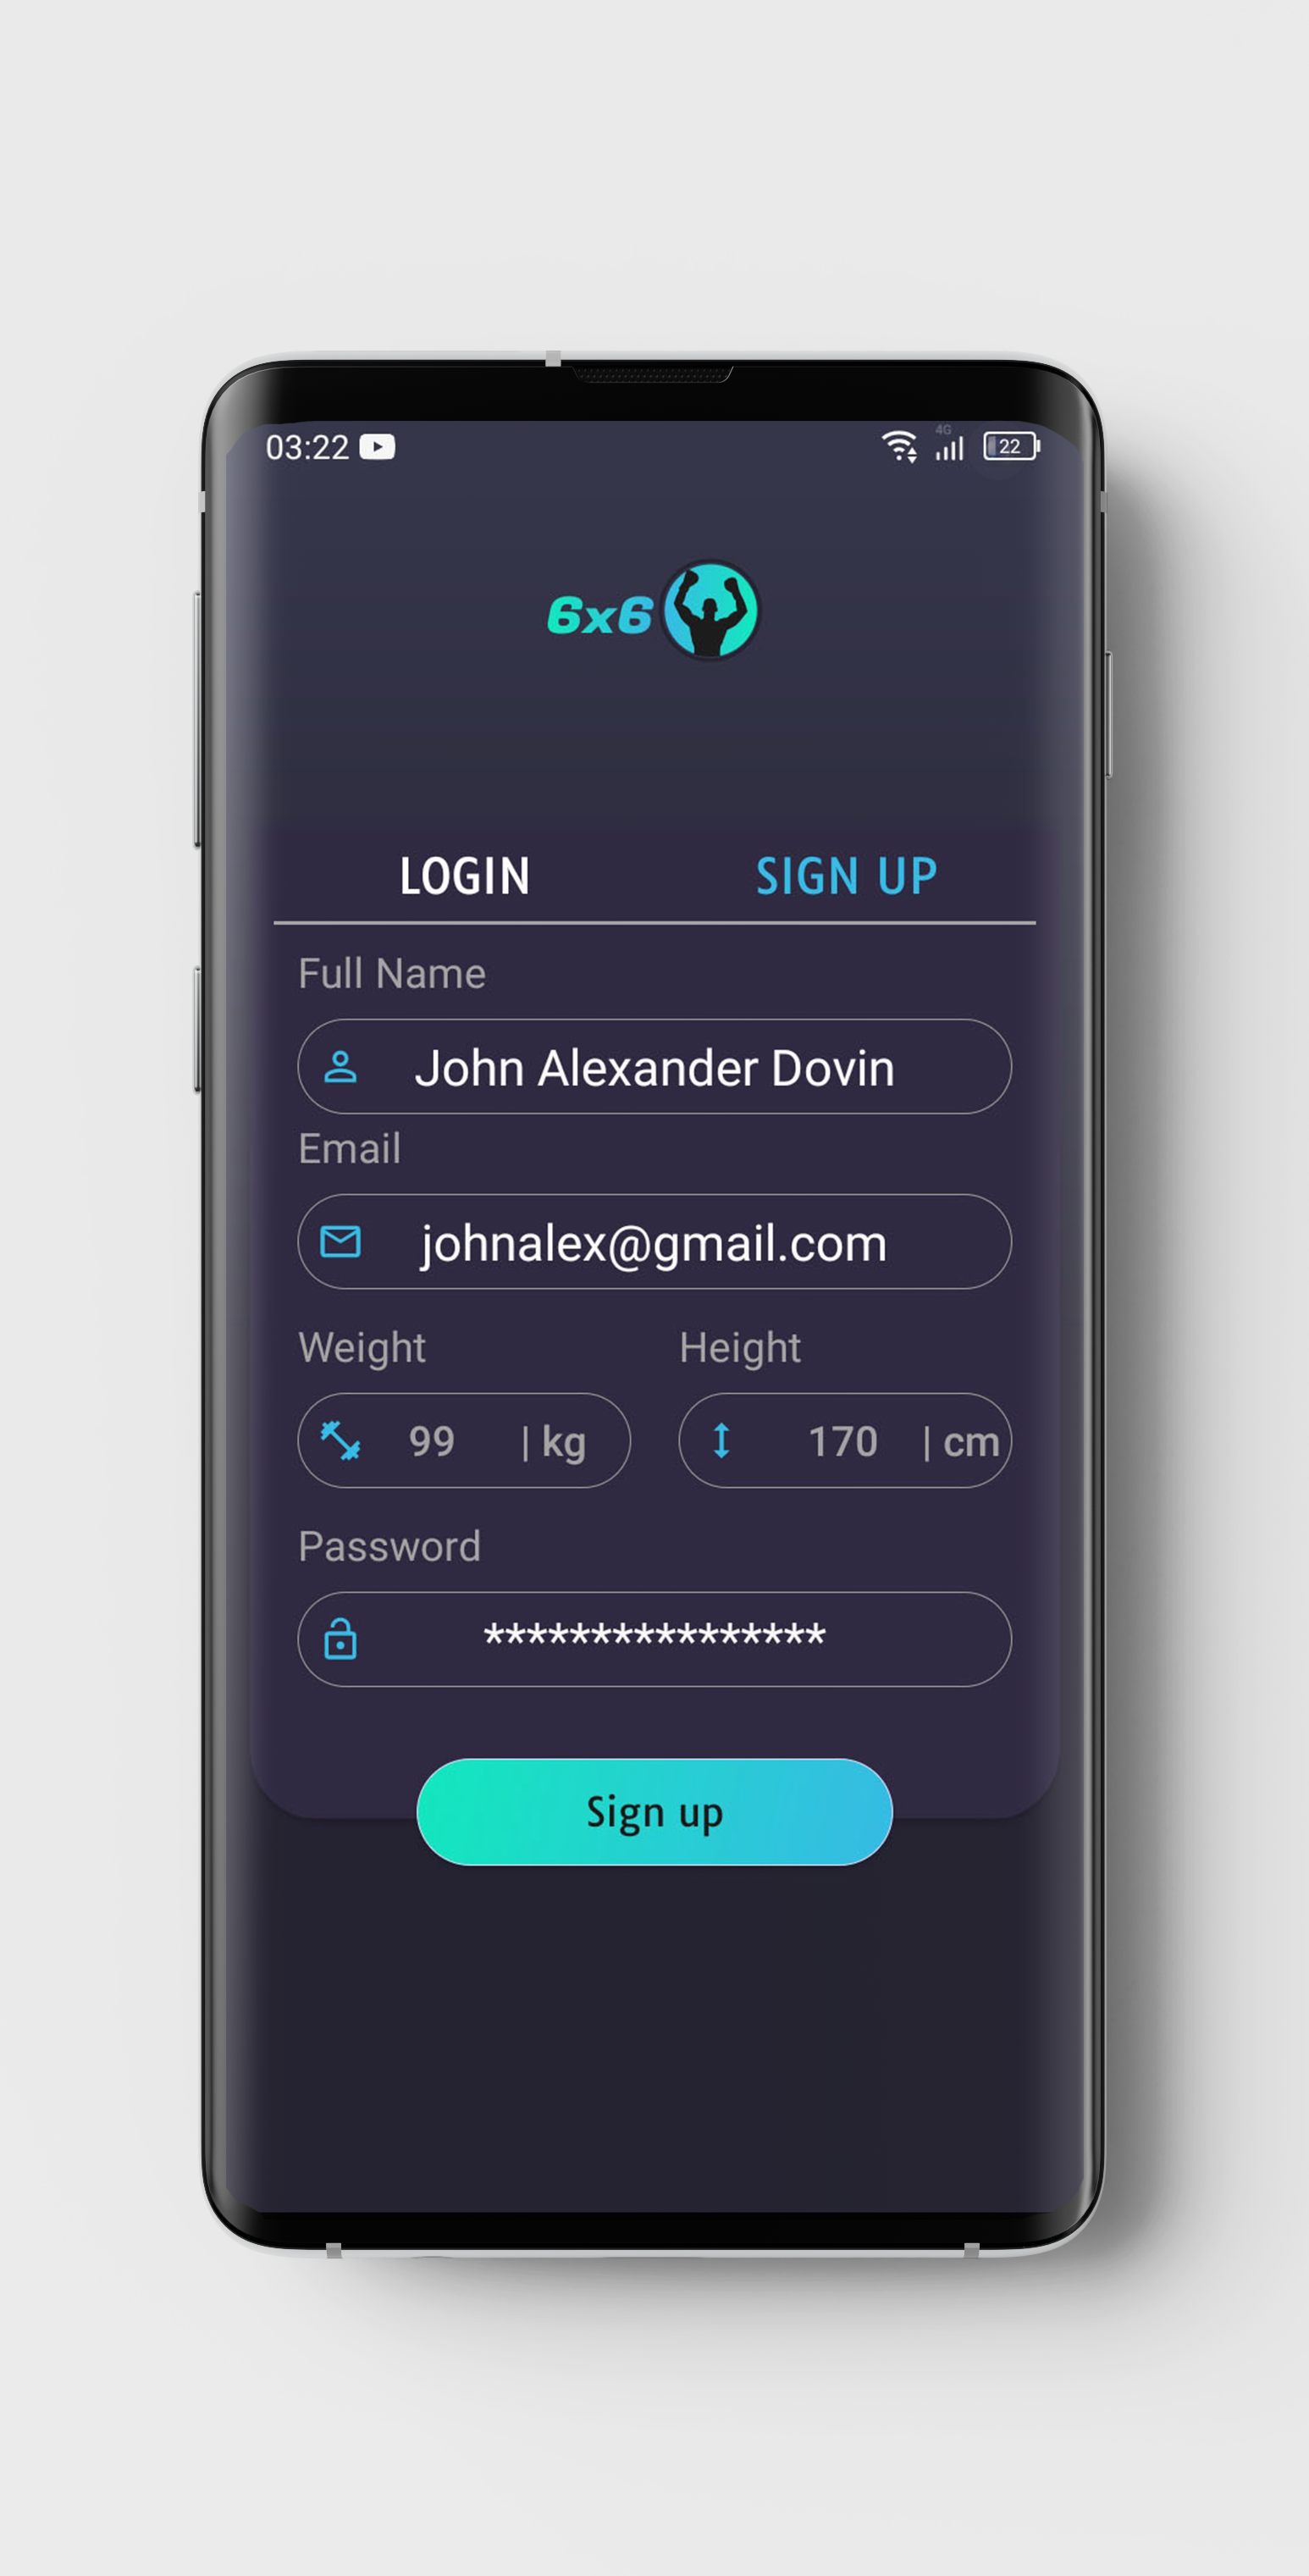 03:22 4G 22
6x6
LOGIN SIGN UP
Full Name
John Alexander Dovin
Email
johnalex@gmail.com
Weight Height
99 | kg 170 | cm
Password
****************
Sign up